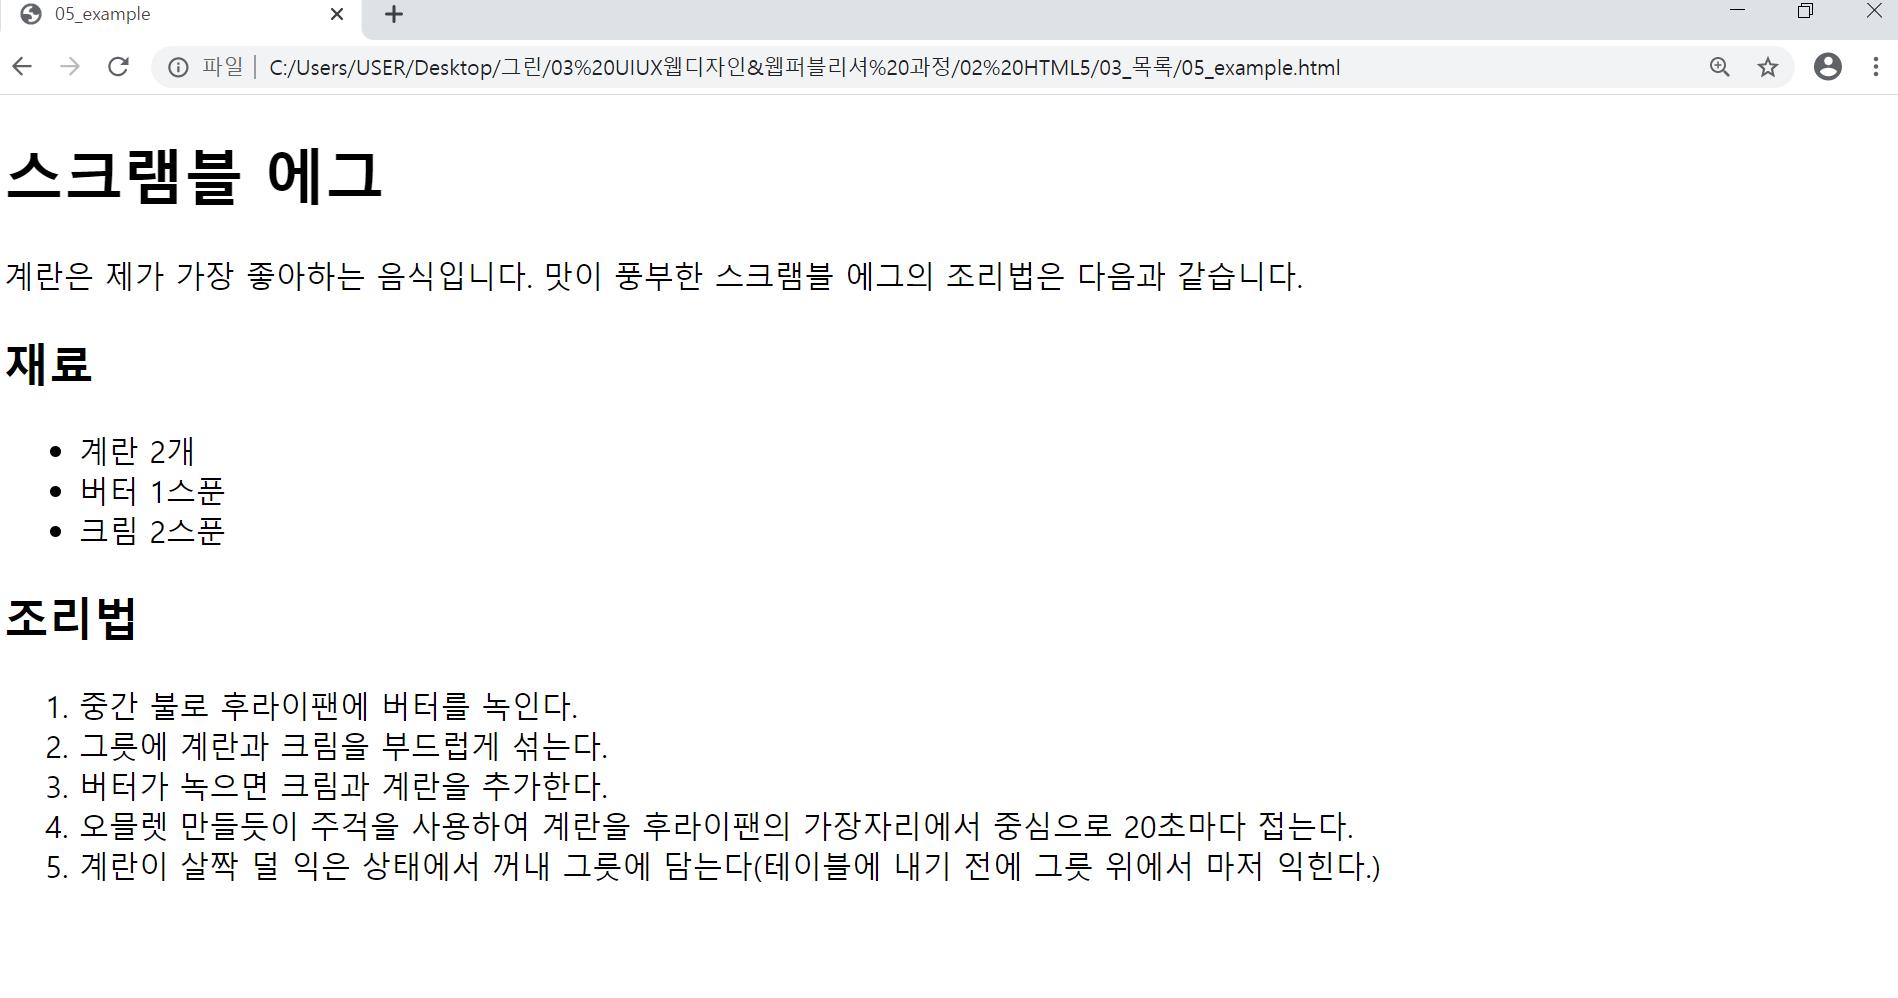 05_example
파일 | C:/Users/USER/Desktop/그린/03%20UIUX웹디자인&웹퍼블리셔%20과정/02%20HTML5/03_목록/05_example.html
스크램블 에그
계란은 제가 가장 좋아하는 음식입니다. 맛이 풍부한 스크램블 에그의 조리법은 다음과 같습니다.
재료
• 계란 2개
• 버터 1스푼
• 크림 2스푼
조리법
1. 중간 불로 후라이팬에 버터를 녹인다.
2. 그릇에 계란과 크림을 부드럽게 섞는다.
3. 버터가 녹으면 크림과 계란을 추가한다.
4. 오믈렛 만들듯이 주걱을 사용하여 계란을 후라이팬의 가장자리에서 중심으로 20초마다 접는다.
5. 계란이 살짝 덜 익은 상태에서 꺼내 그릇에 담는다(테이블에 내기 전에 그릇 위에서 마저 익힌다.)